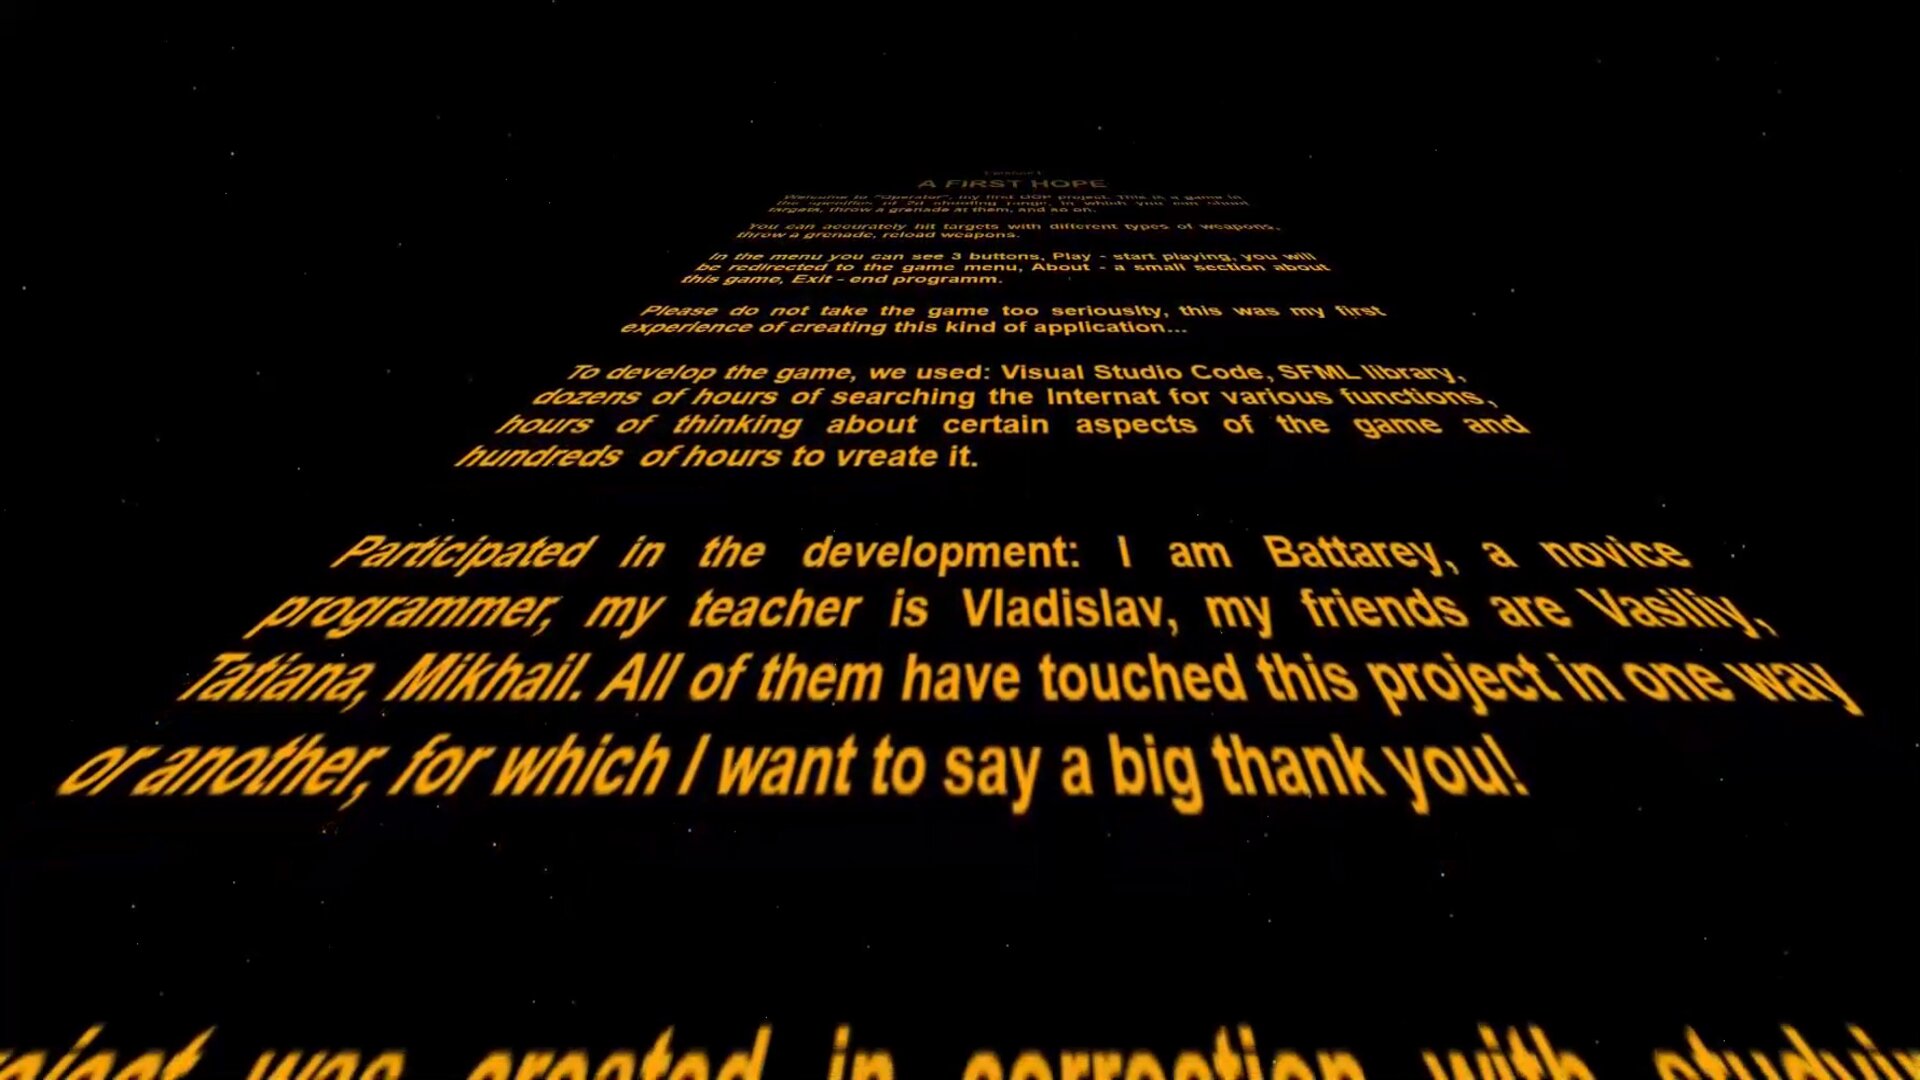 Episode I
A FIRST HOPE
Welcome to "Operator", my first OOP project. This is a game in
the specifics of 2d shooting range, in which you can shoot
targets, throw a grenade at them, and so on.
You can accurately hit targets with different types of weapons,
throw a grenade, reload weapons.
In the menu you can see 3 buttons, Play - start playing, you will
be redirected to the game menu, About - a small section about
this game, Exit - end programm.
Please do not take the game too seriouslty, this was my first
experience of creating this kind of application...
To develop the game, we used: Visual Studio Code, SFML library,
dozens of hours of searching the Internat for various functions,
hours of thinking about certain aspects of the game and
hundreds of hours to vreate it.
Participated in the development: I am Battarey, a novice
programmer, my teacher is Vladislav, my friends are Vasiliy,
Tatiana, Mikhail. All of them have touched this project in one way
or another, for which I want to say a big thank you!
was created in correction with